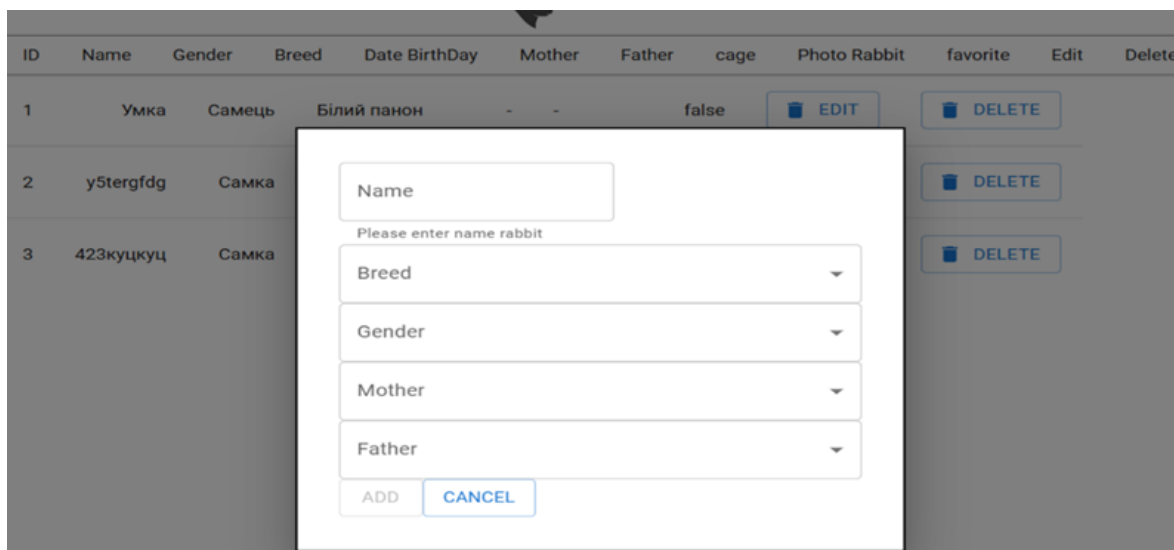 ID Name Gender Breed Date BirthDay Mother Father cage Photo Rabbit favorite Edit Delete
1 Умка Самець Білий панон - - false EDIT DELETE
2 y5tergfdg Самка DELETE
3 423куцкуц Самка DELETE
Name
Please enter name rabbit
Breed
Gender
Mother
Father
ADD CANCEL